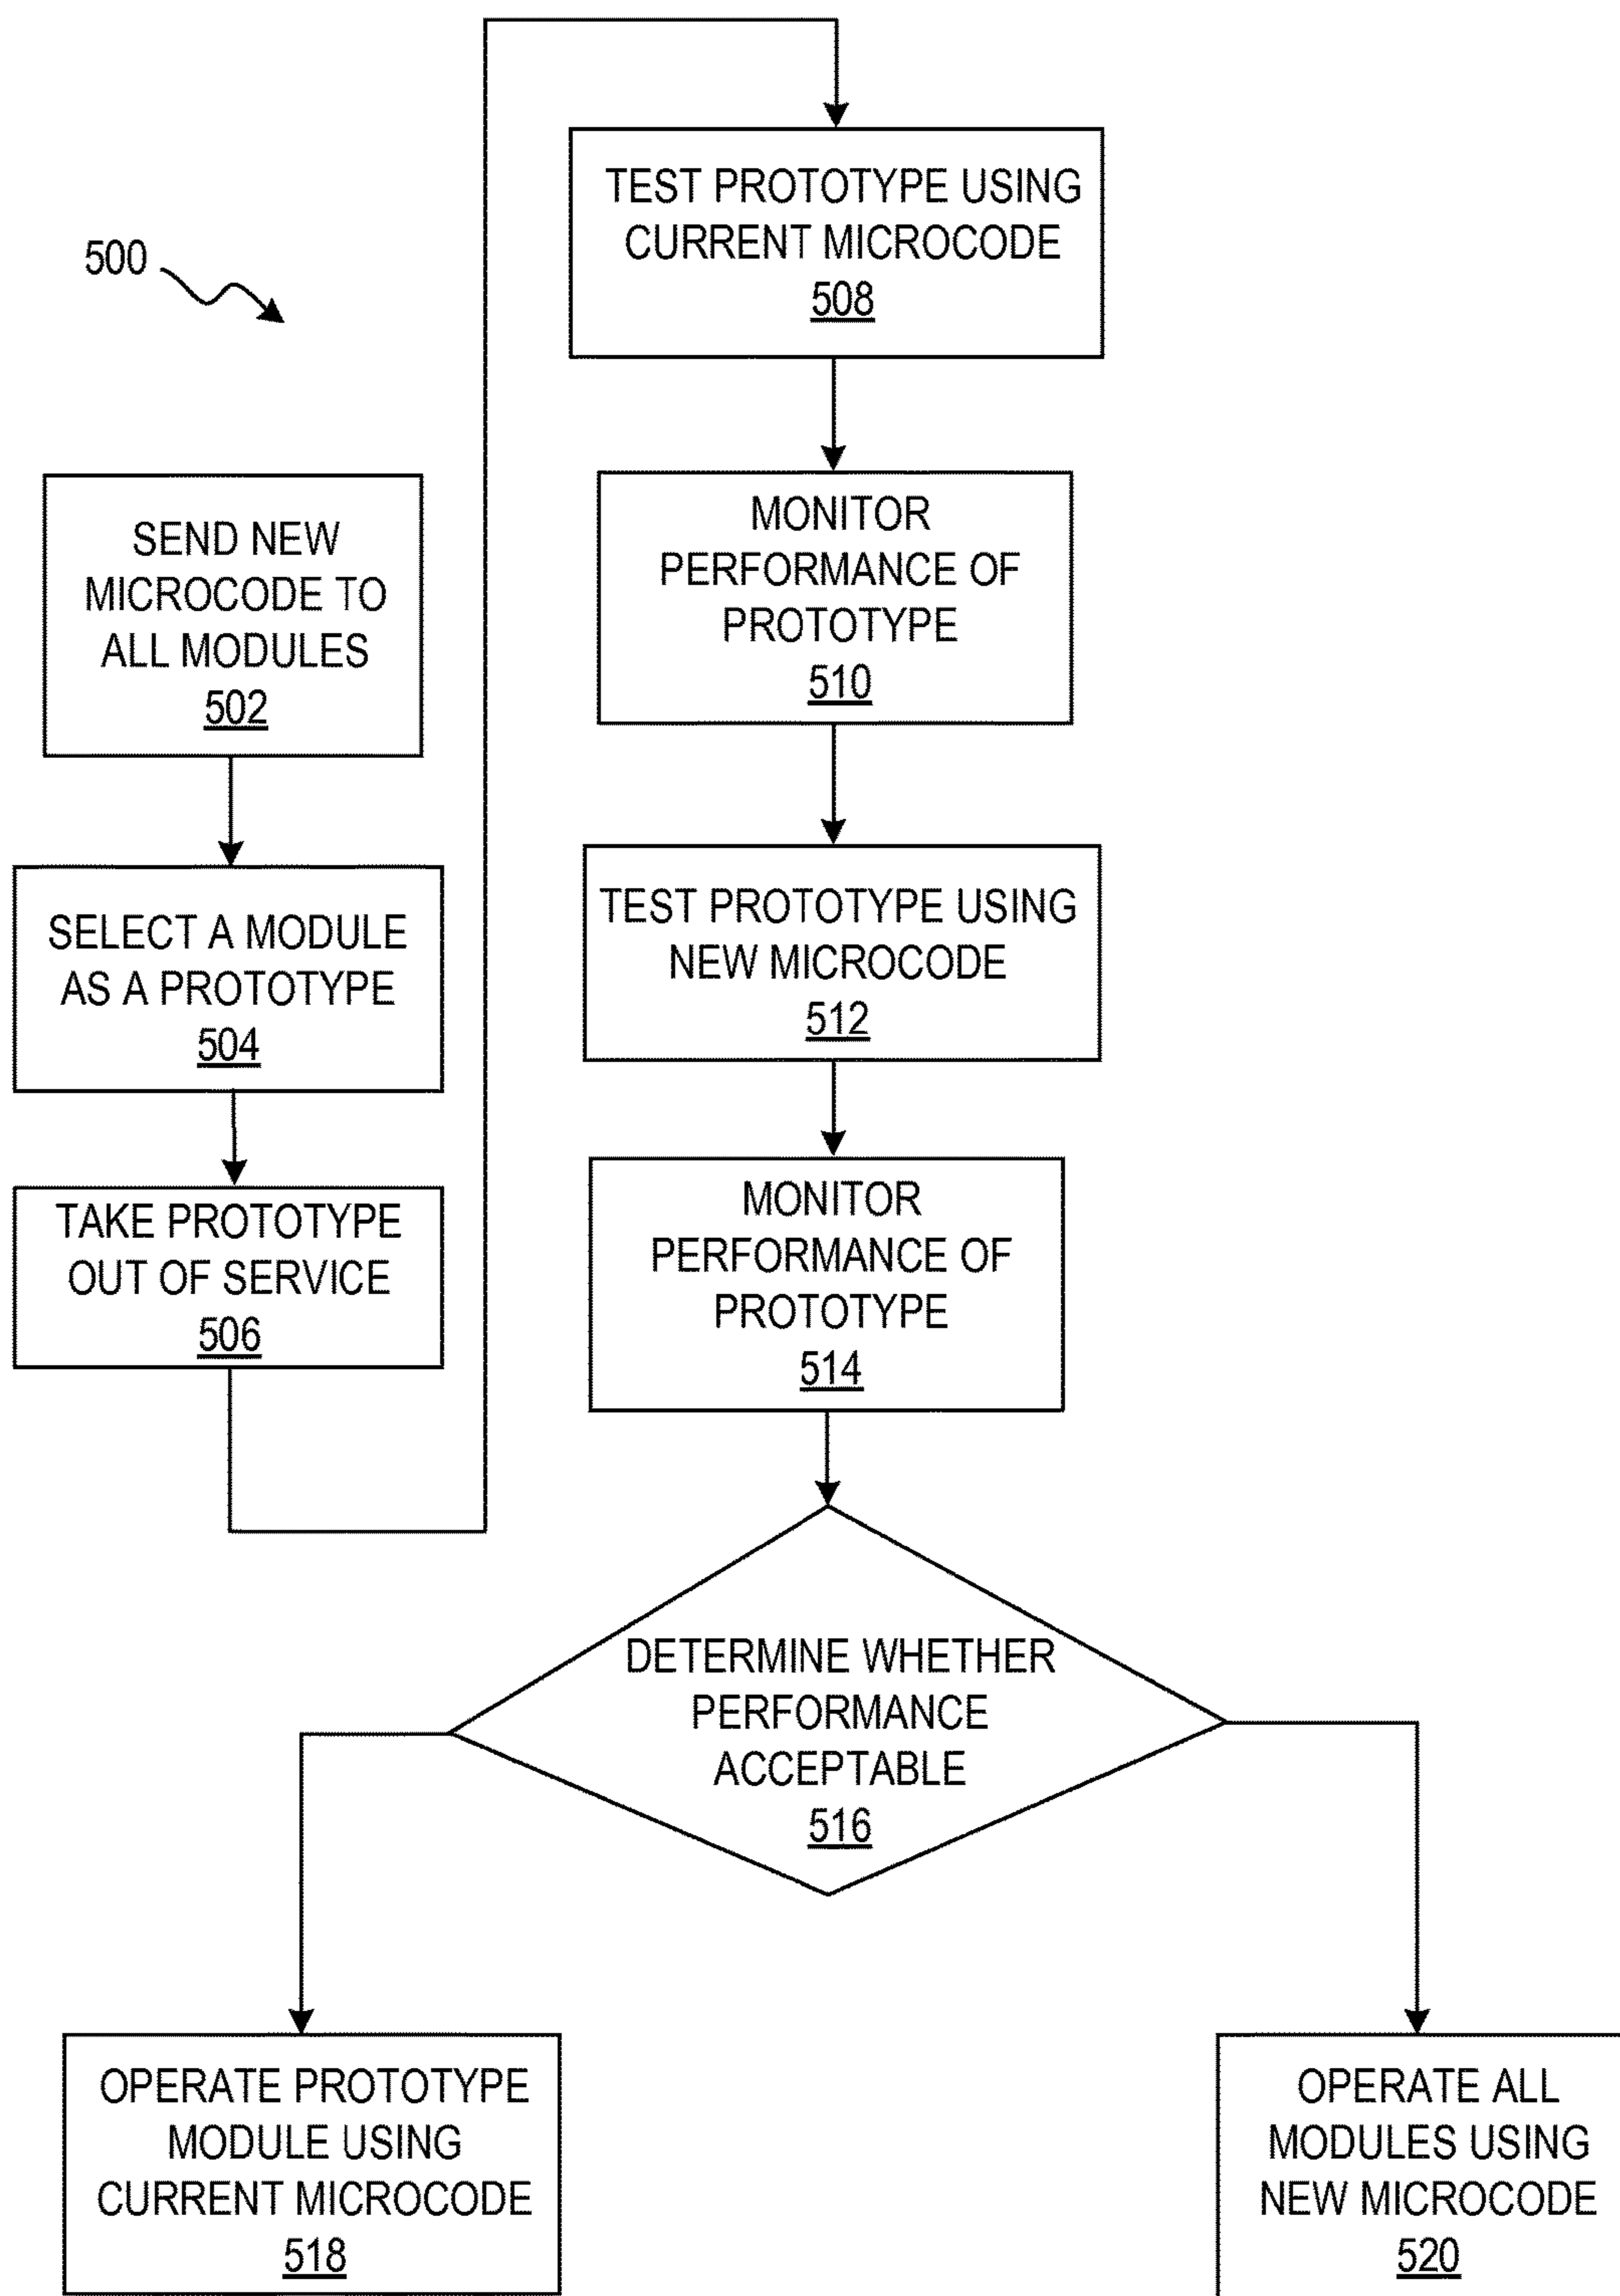 500
SEND NEW
MICROCODE TO
ALL MODULES
502
SELECT A MODULE
AS A PROTOTYPE
504
TAKE PROTOTYPE
OUT OF SERVICE
506
TEST PROTOTYPE USING
CURRENT MICROCODE
508
MONITOR
PERFORMANCE OF
PROTOTYPE
510
TEST PROTOTYPE USING
NEW MICROCODE
512
MONITOR
PERFORMANCE OF
PROTOTYPE
514
DETERMINE WHETHER
PERFORMANCE
ACCEPTABLE
516
OPERATE PROTOTYPE
MODULE USING
CURRENT MICROCODE
518
OPERATE ALL
MODULES USING
NEW MICROCODE
520